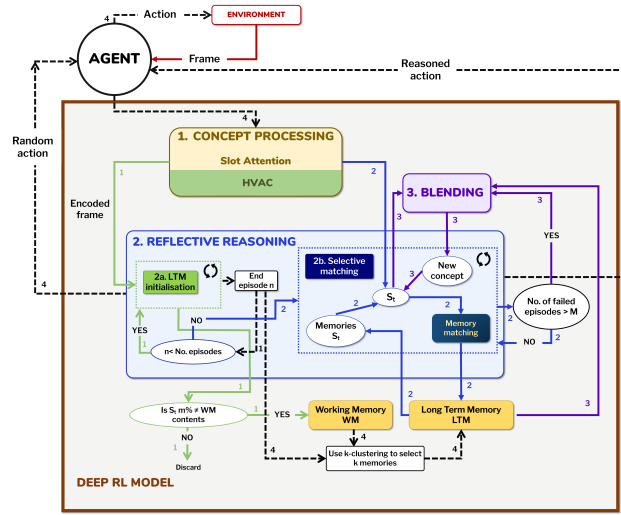 4
Action
ENVIRONMENT
AGENT
Frame
Reasoned
action
4
Random
action
1. CONCEPT PROCESSING
Slot Attention
HVAC
1
2
3. BLENDING
3
3
3
YES
Encoded
frame
2. REFLECTIVE REASONING
2a. LTM
initialisation
End
episode n
2b. Selective
matching
3
New
concept
4
St
NO
2
2
2
Memories
St
Memory
matching
No. of failed
episodes > M
2
NO
2
YES
1
n< No. episodes
1
1
2
2
Is St m% ≠ WM
contents
1
YES
Working Memory
WM
Long Term Memory
LTM
3
NO
1
Discard
4
4
4
Use k-clustering to select
k memories
DEEP RL MODEL